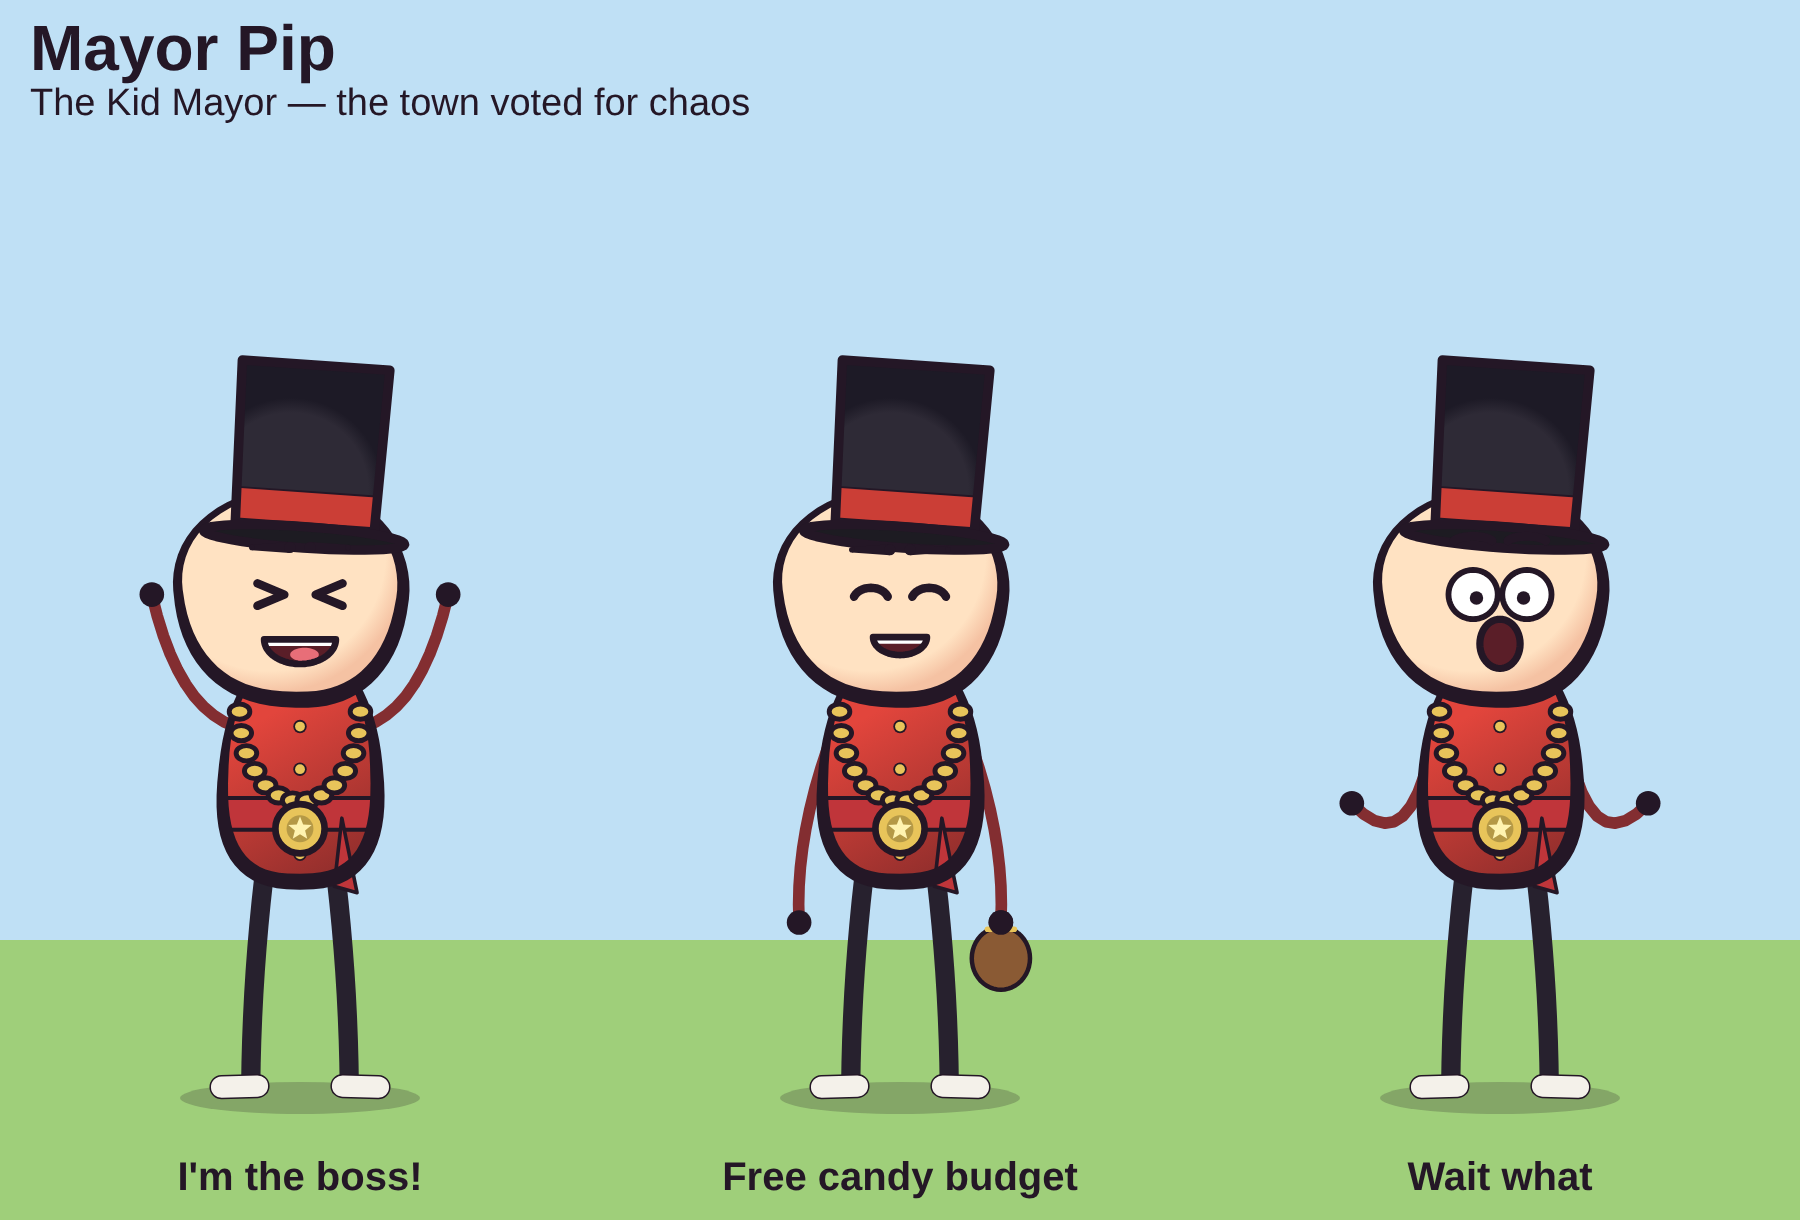 Mayor Pip
The Kid Mayor — the town voted for chaos
I'm the boss!
Free candy budget
Wait what